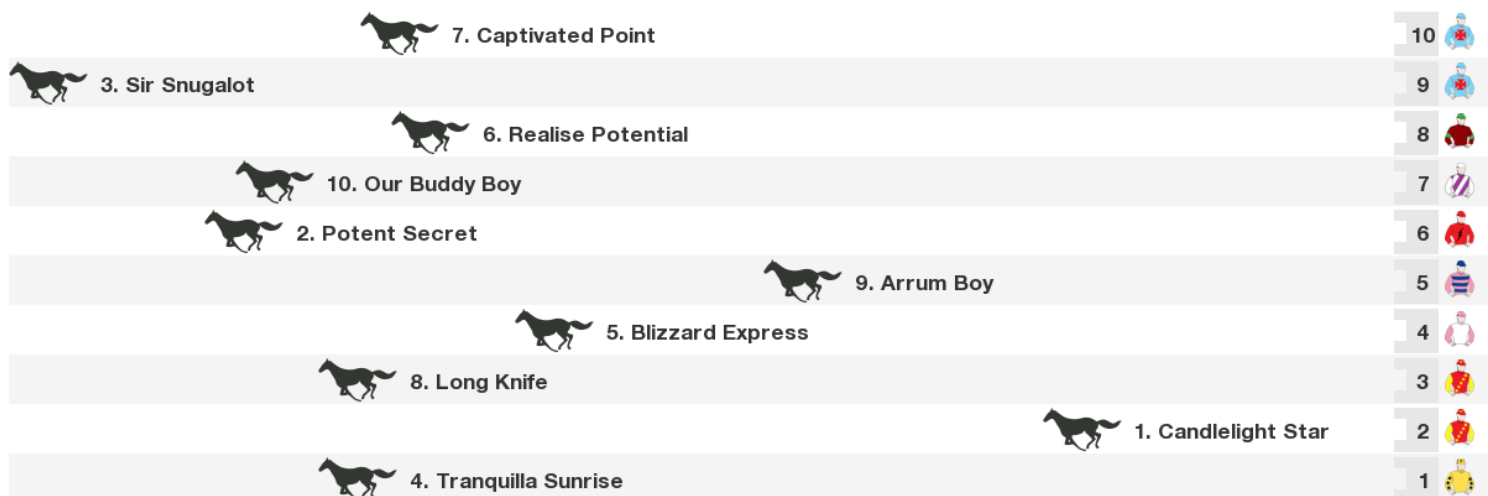 7. Captivated Point 10
3. Sir Snugalot 9
6. Realise Potential 8
10. Our Buddy Boy 7
2. Potent Secret 6
9. Arrum Boy 5
5. Blizzard Express 4
8. Long Knife 3
1. Candlelight Star 2
4. Tranquilla Sunrise 1